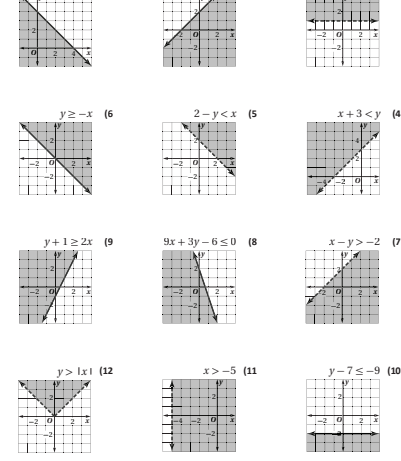 x + 3 < y (4
2 − y < x (5
y ≥ −x (6
x − y > −2 (7
9x + 3y − 6 ≤ 0 (8
y + 1 ≥ 2x (9
y − 7 ≤ −9 (10
x > −5 (11
y > |x| (12